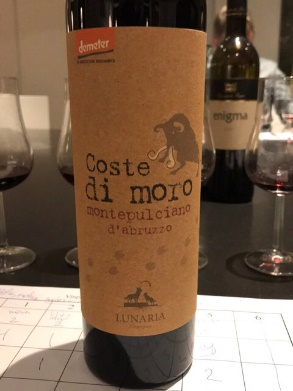 demeter
Coste
di moro
montepulciano
d'abruzzo
LUNARIA
enigma